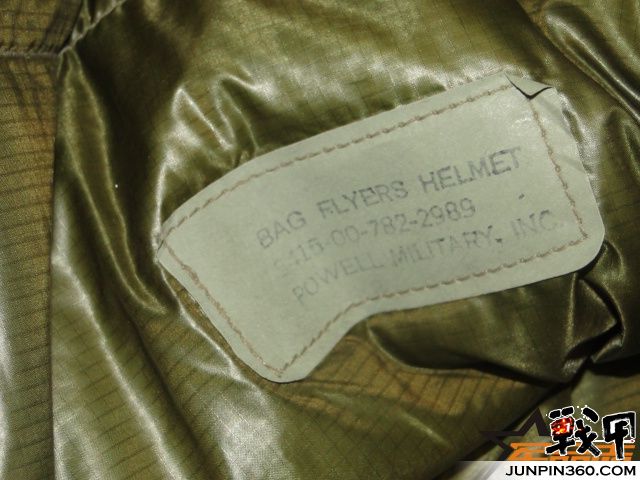 BAG FLYERS HELMET
8415-00-782-2989
POWELL MILITARY, INC.
戰甲
JUNPIN360.COM